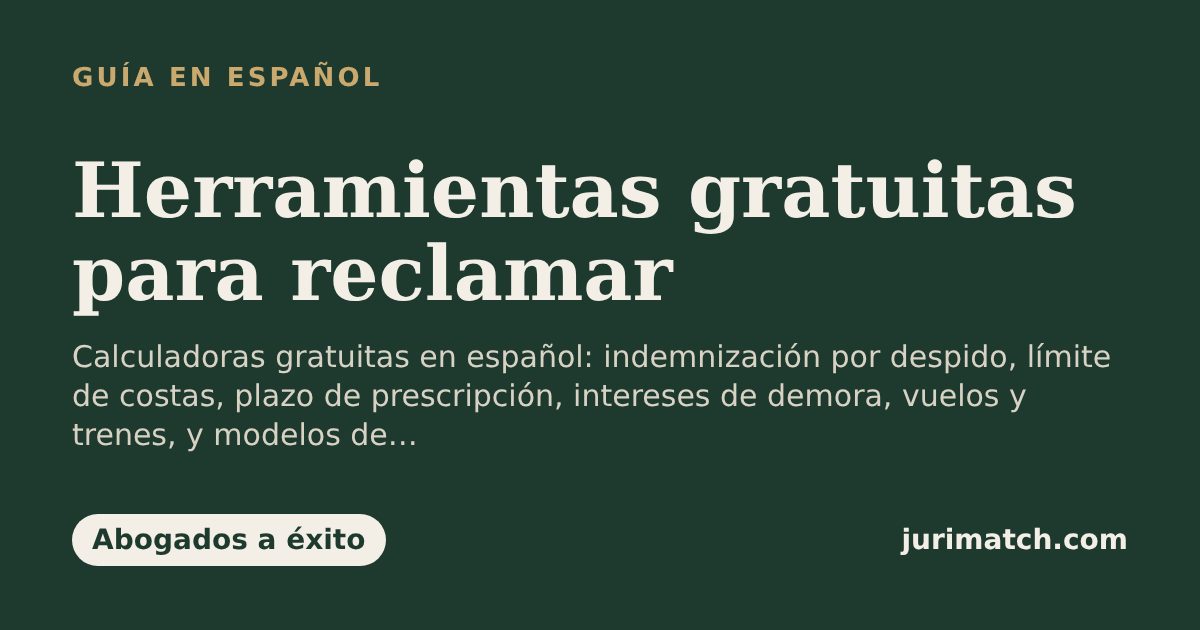 GUÍA EN ESPAÑOL
Herramientas gratuitas
para reclamar
Calculadoras gratuitas en español: indemnización por despido, límite
de costas, plazo de prescripción, intereses de demora, vuelos y
trenes, y modelos de…
Abogados a éxito
jurimatch.com